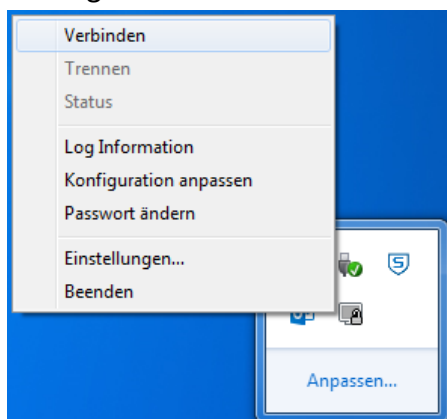 Verbinden
Trennen
Status
Log Information
Konfiguration anpassen
Passwort ändern
Einstellungen...
Beenden
Anpassen...